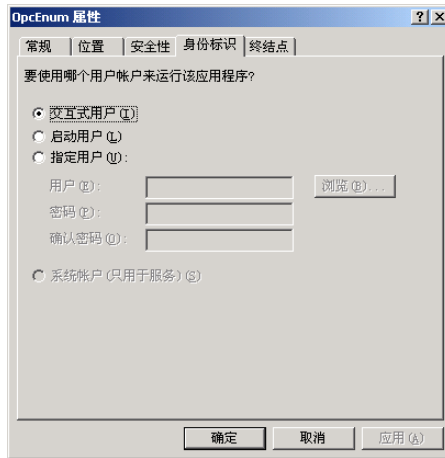 OpcEnum 属性
常规 位置 安全性 身份标识 终结点
要使用哪个用户帐户来运行该应用程序?
交互式用户(I)
启动用户(L)
指定用户(U):
用户(E): 浏览(B)...
密码(P):
确认密码(O):
系统帐户(只用于服务)(S)
确定 取消 应用(A)